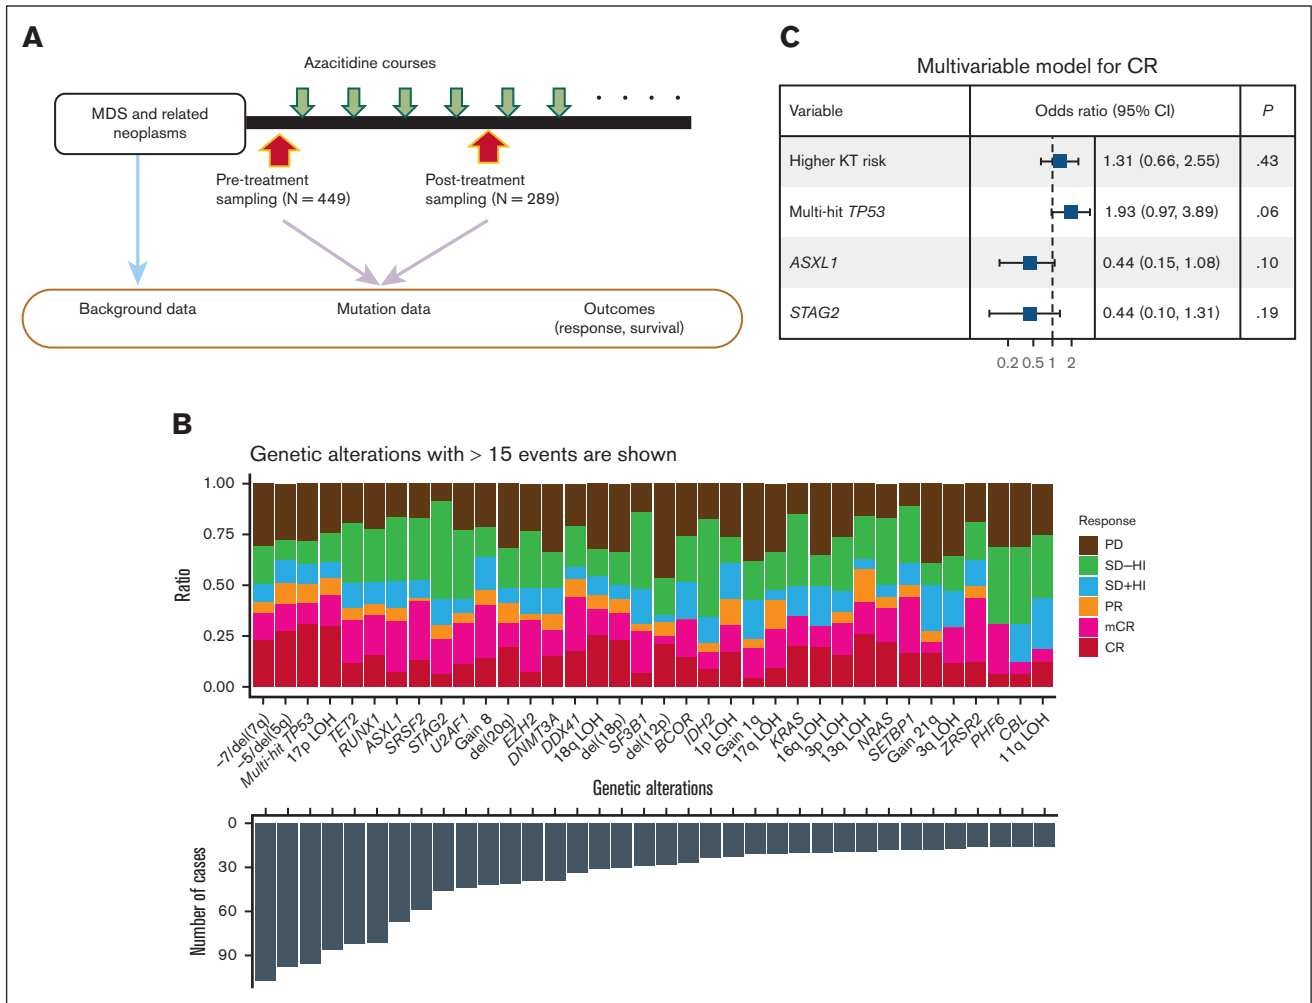 A
Azacitidine courses
MDS and related
neoplasms
Pre-treatment
sampling (N = 449)
Post-treatment
sampling (N = 289)
Background data
Mutation data
Outcomes
(response, survival)
C
Multivariable model for CR
Variable
Odds ratio (95% CI)
P
Higher KT risk
1.31 (0.66, 2.55)
.43
Multi-hit TP53
1.93 (0.97, 3.89)
.06
ASXL1
0.44 (0.15, 1.08)
.10
STAG2
0.44 (0.10, 1.31)
.19
0.2 0.5 1 2
B
Genetic alterations with > 15 events are shown
Ratio
1.00
0.75
0.50
0.25
0.00
Response
PD
SD–HI
SD+HI
PR
mCR
CR
–7/del(7q)
–5/del(5q)
Multi-hit TP53
17p LOH
TET2
RUNX1
ASXL1
SRSF2
STAG2
U2AF1
Gain 8
del(20q)
EZH2
DNMT3A
DDX41
18q LOH
del(18p)
SF3B1
del(12p)
BCOR
IDH2
1p LOH
Gain 1q
17q LOH
KRAS
16q LOH
3p LOH
13q LOH
NRAS
SETBP1
Gain 21q
3q LOH
ZRSR2
PHF6
CBL
11q LOH
Genetic alterations
Number of cases
0
30
60
90